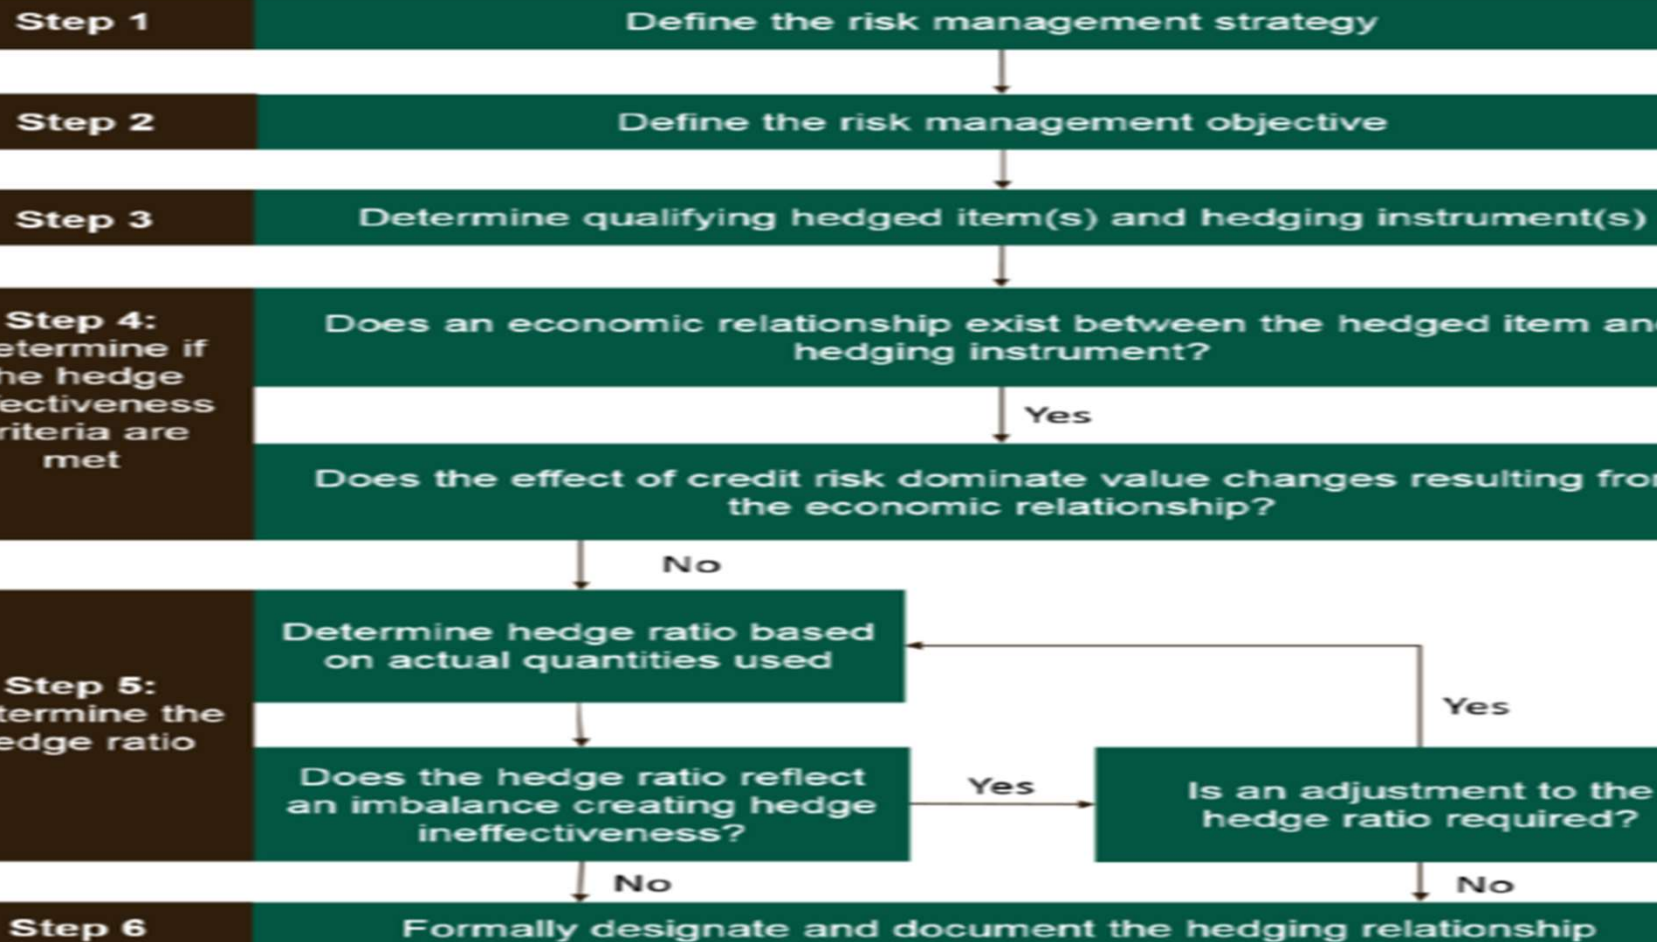 Step 1
Define the risk management strategy
Step 2
Define the risk management objective
Step 3
Determine qualifying hedged item(s) and hedging instrument(s)
Step 4:
etermine if
he hedge
ectiveness
riteria are
met
Does an economic relationship exist between the hedged item an
hedging instrument?
Yes
Does the effect of credit risk dominate value changes resulting fro
the economic relationship?
No
Step 5:
termine the
edge ratio
Determine hedge ratio based
on actual quantities used
Yes
Does the hedge ratio reflect
an imbalance creating hedge
ineffectiveness?
Yes
Is an adjustment to the
hedge ratio required?
No
No
Step 6
Formally designate and document the hedging relationship